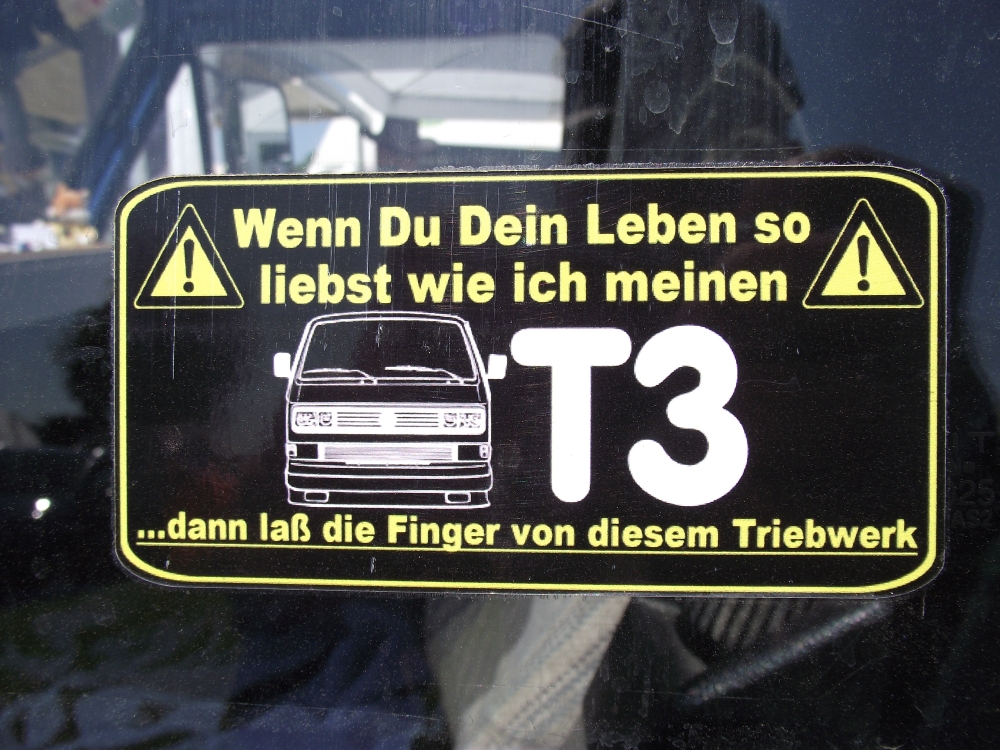 Wenn Du Dein Leben so
liebst wie ich meinen
T3
...dann laß die Finger von diesem Triebwerk